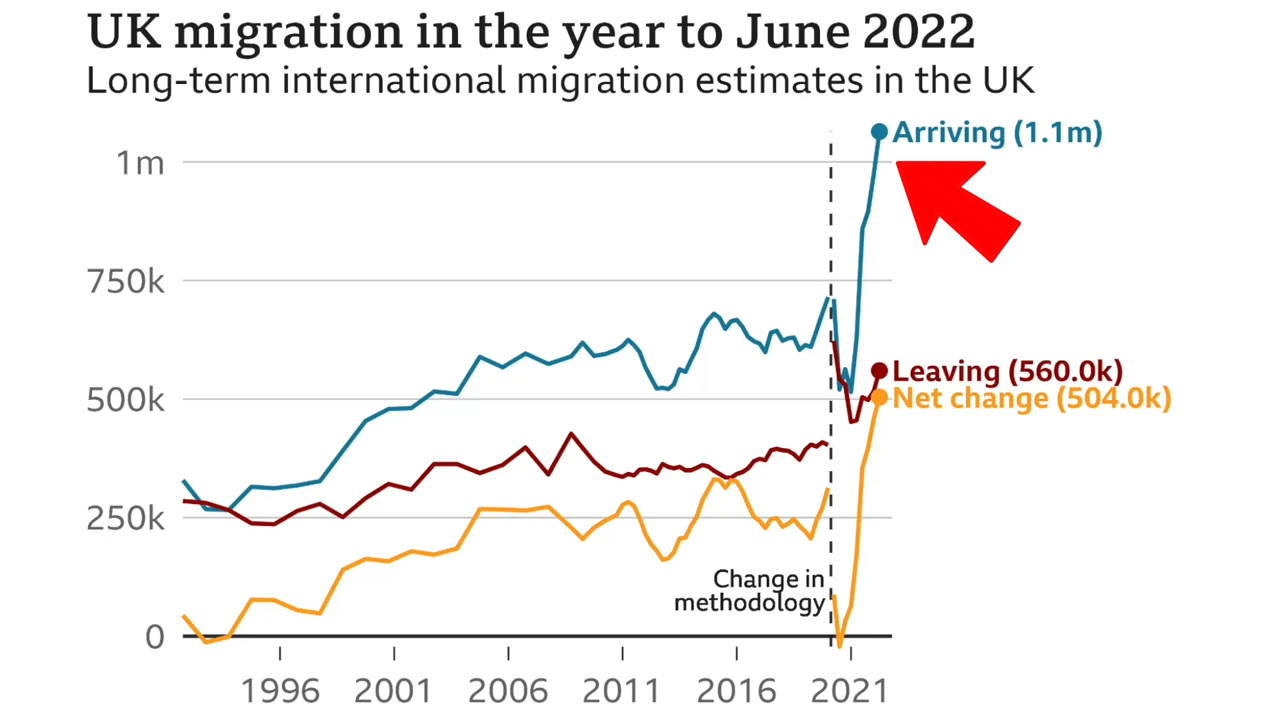 UK migration in the year to June 2022
Long-term international migration estimates in the UK
Arriving (1.1m)
1m
750k
Leaving (560.0k)
500k
Net change (504.0k)
250k
Change in
methodology
0
1996 2001 2006 2011 2016 2021